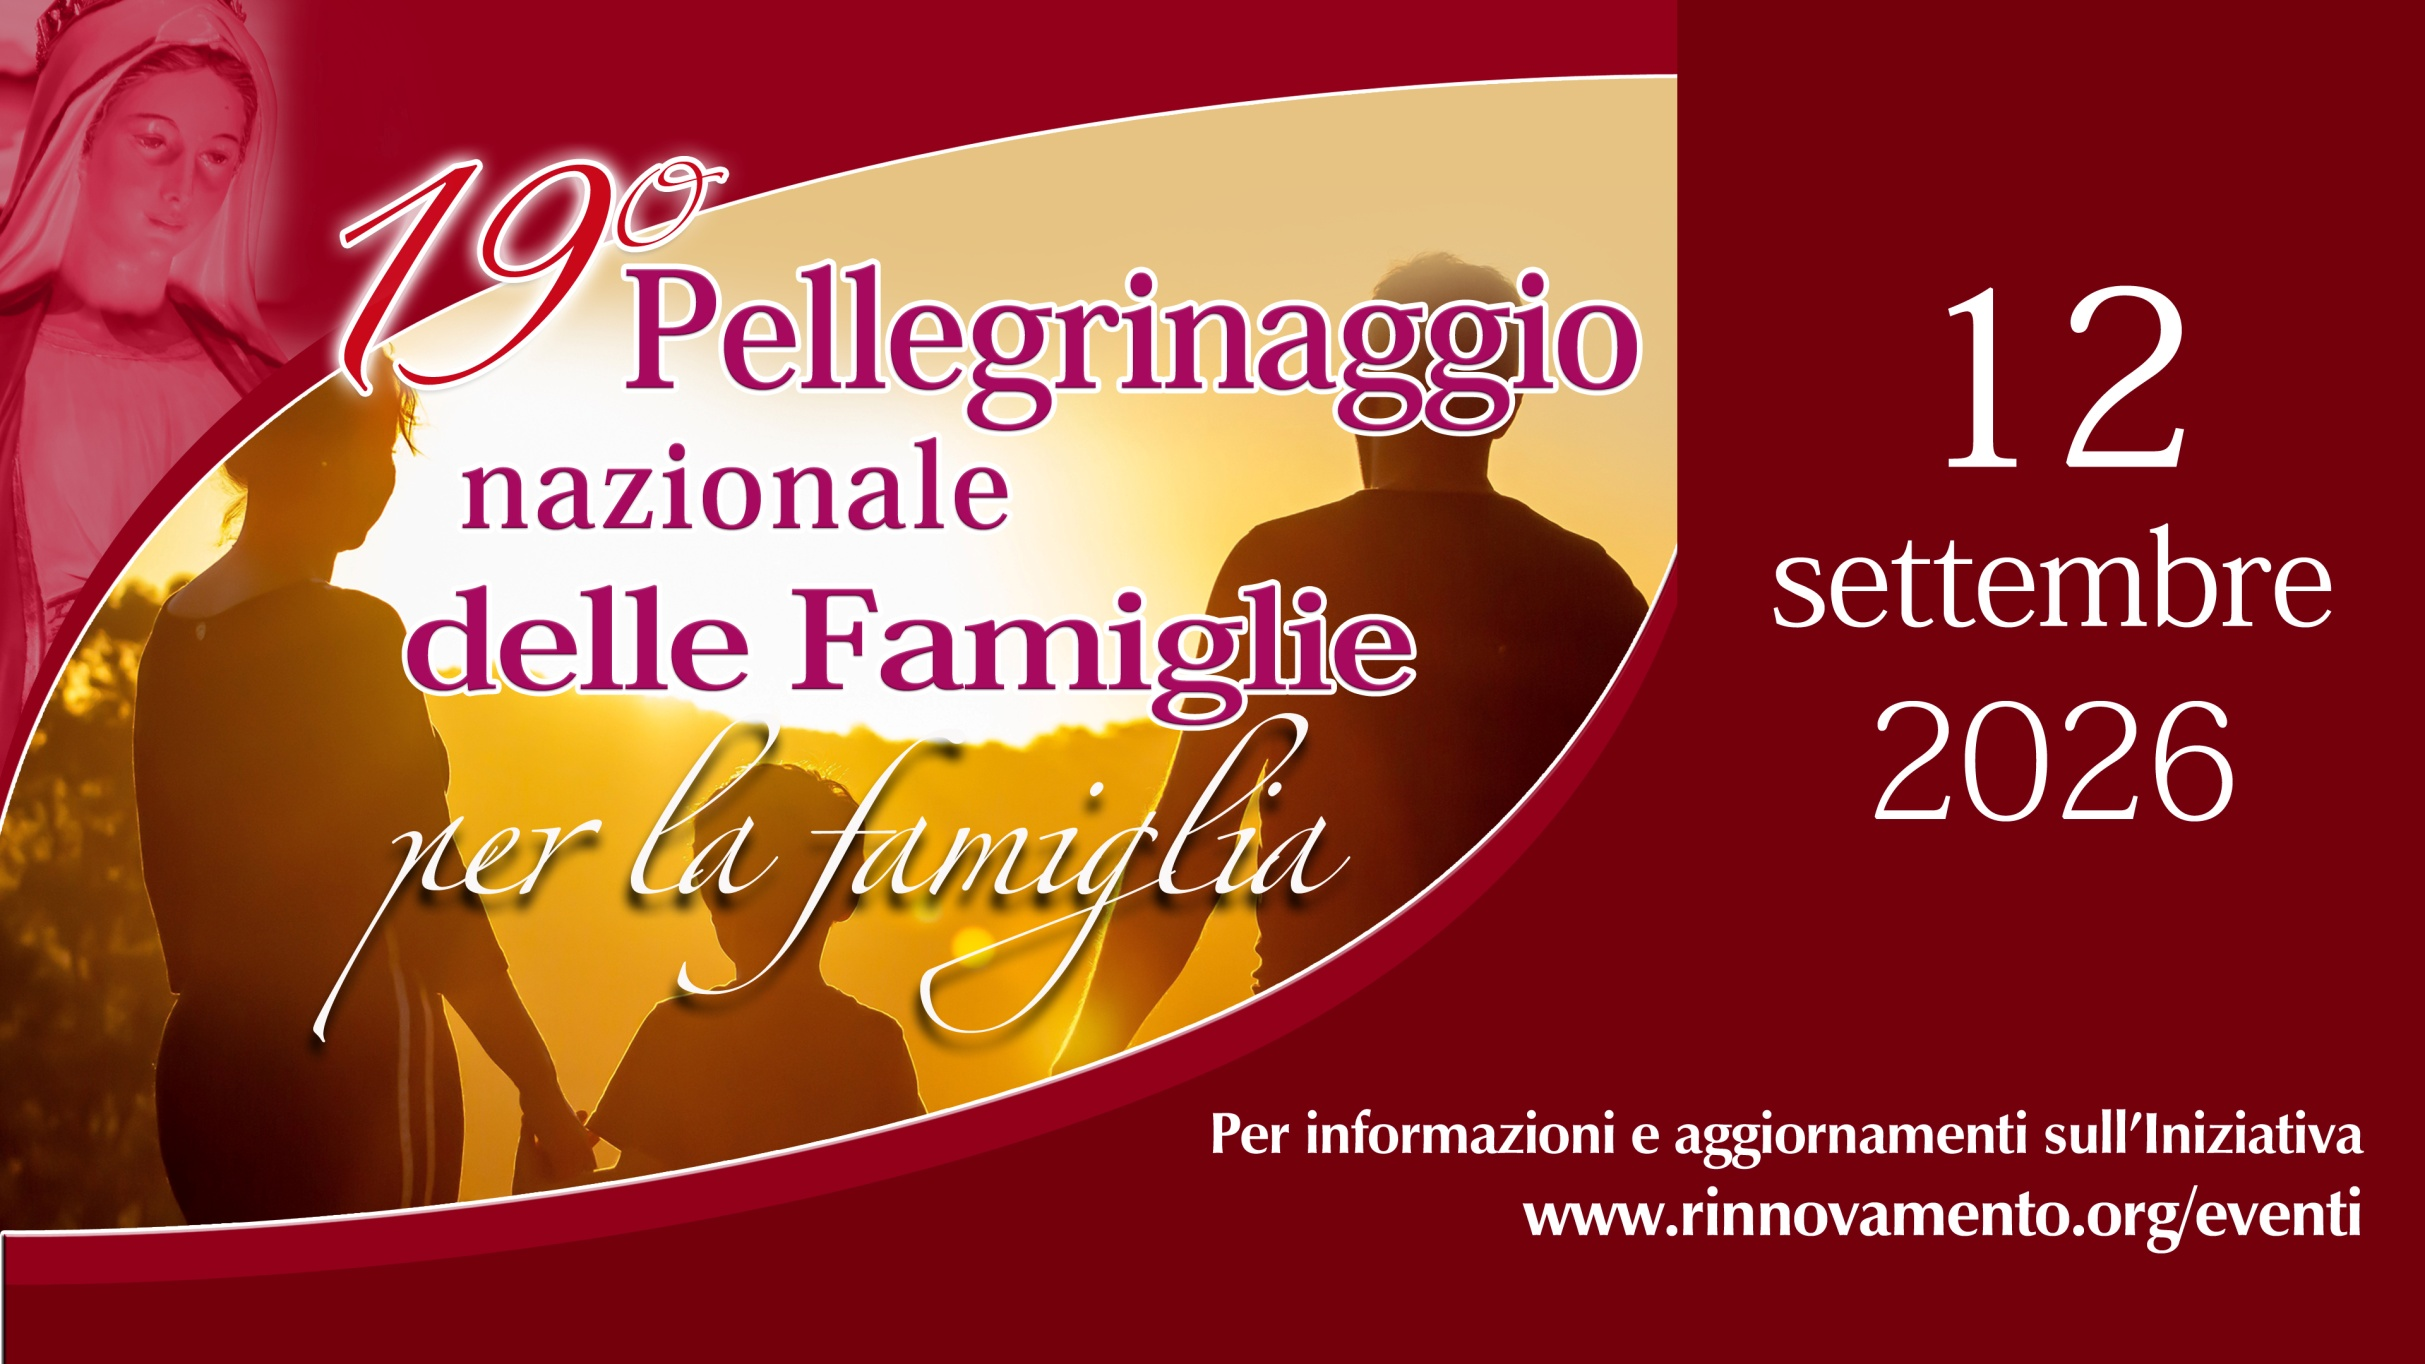 19º
Pellegrinaggio
nazionale
delle Famiglie
per la famiglia
12
settembre
2026
Per informazioni e aggiornamenti sull'Iniziativa
www.rinnovamento.org/eventi